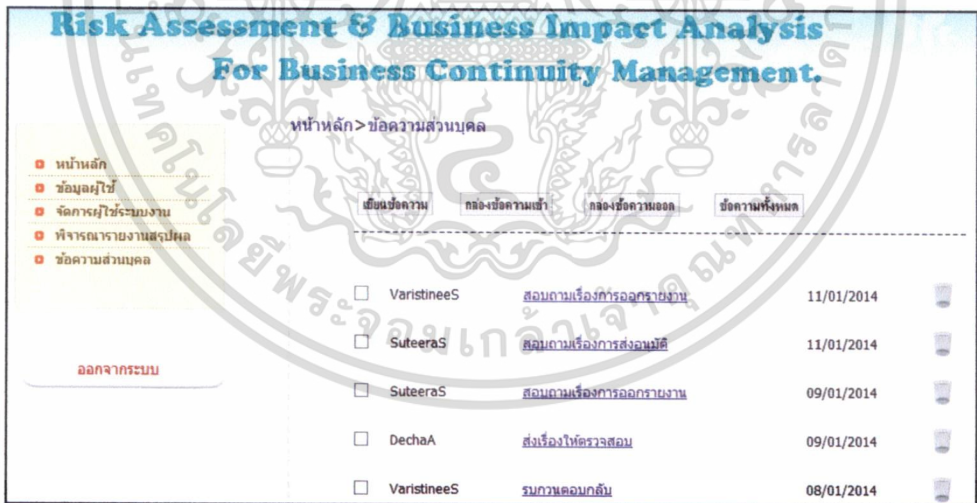 Risk Assessment & Business Impact Analysis
For Business Continuity Management.
หน้าหลัก>ข้อความส่วนบุคล
หน้าหลัก
ข้อมูลผู้ใช้
จัดการผู้ใช้ระบบงาน
พิจารณารายงานสรุปผล
ข้อความส่วนบุคล
ออกจากระบบ
เขียนข้อความ กล่องข้อความเข้า กล่องข้อความออก ข้อความทั้งหมด
VaristineeS สอบถามเรื่องการออกรายงาน 11/01/2014
SuteeraS สอบถามเรื่องการส่งอนุมัติ 11/01/2014
SuteeraS สอบถามเรื่องการออกรายงาน 09/01/2014
DechaA ส่งเรื่องให้ตรวจสอบ 09/01/2014
VaristineeS รบกวนตอบกลับ 08/01/2014